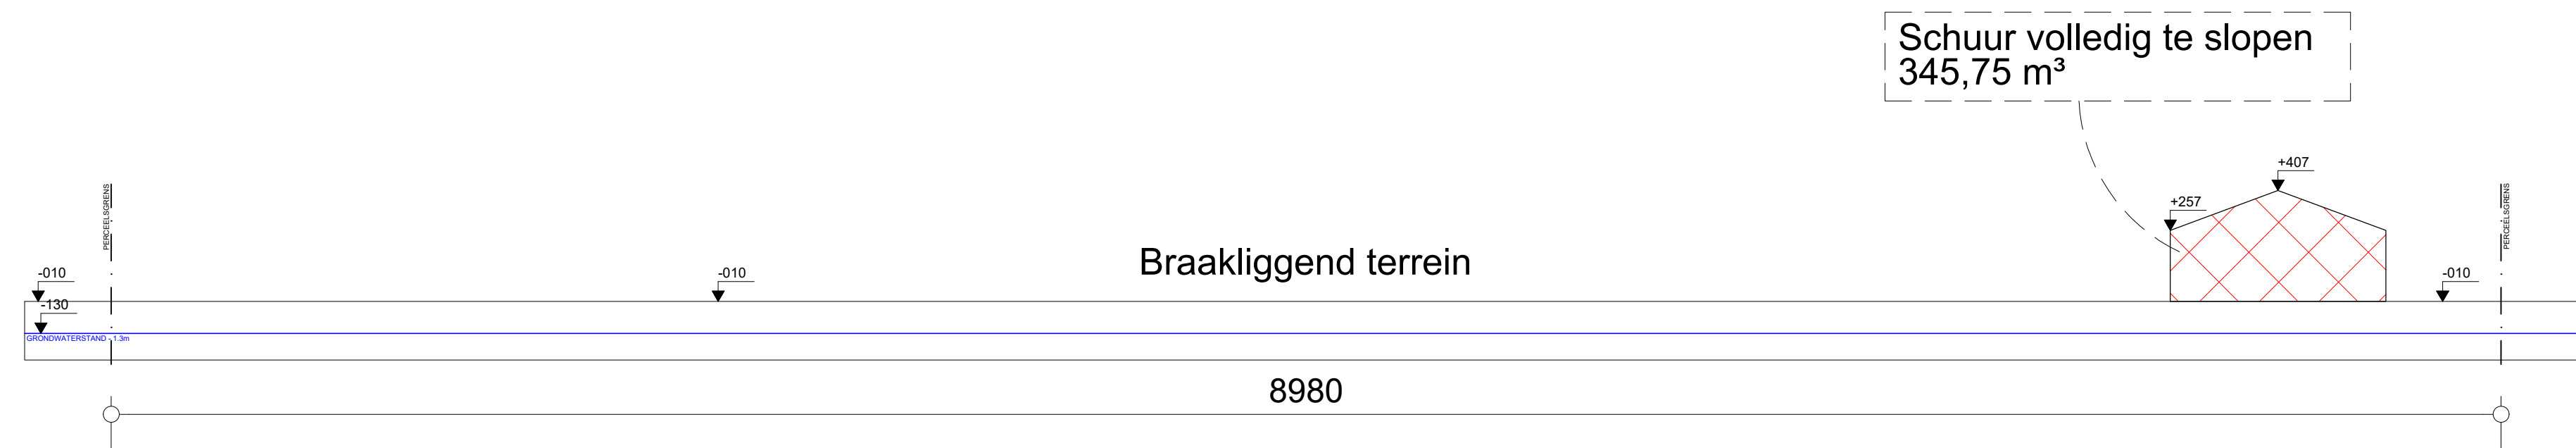 Schuur volledig te slopen
345,75 m³
+407
+257
PERCEELSGRENS
PERCEELSGRENS
Braakliggend terrein
-010
-010
-010
-130
GRONDWATERSTAND - 1.3m
8980